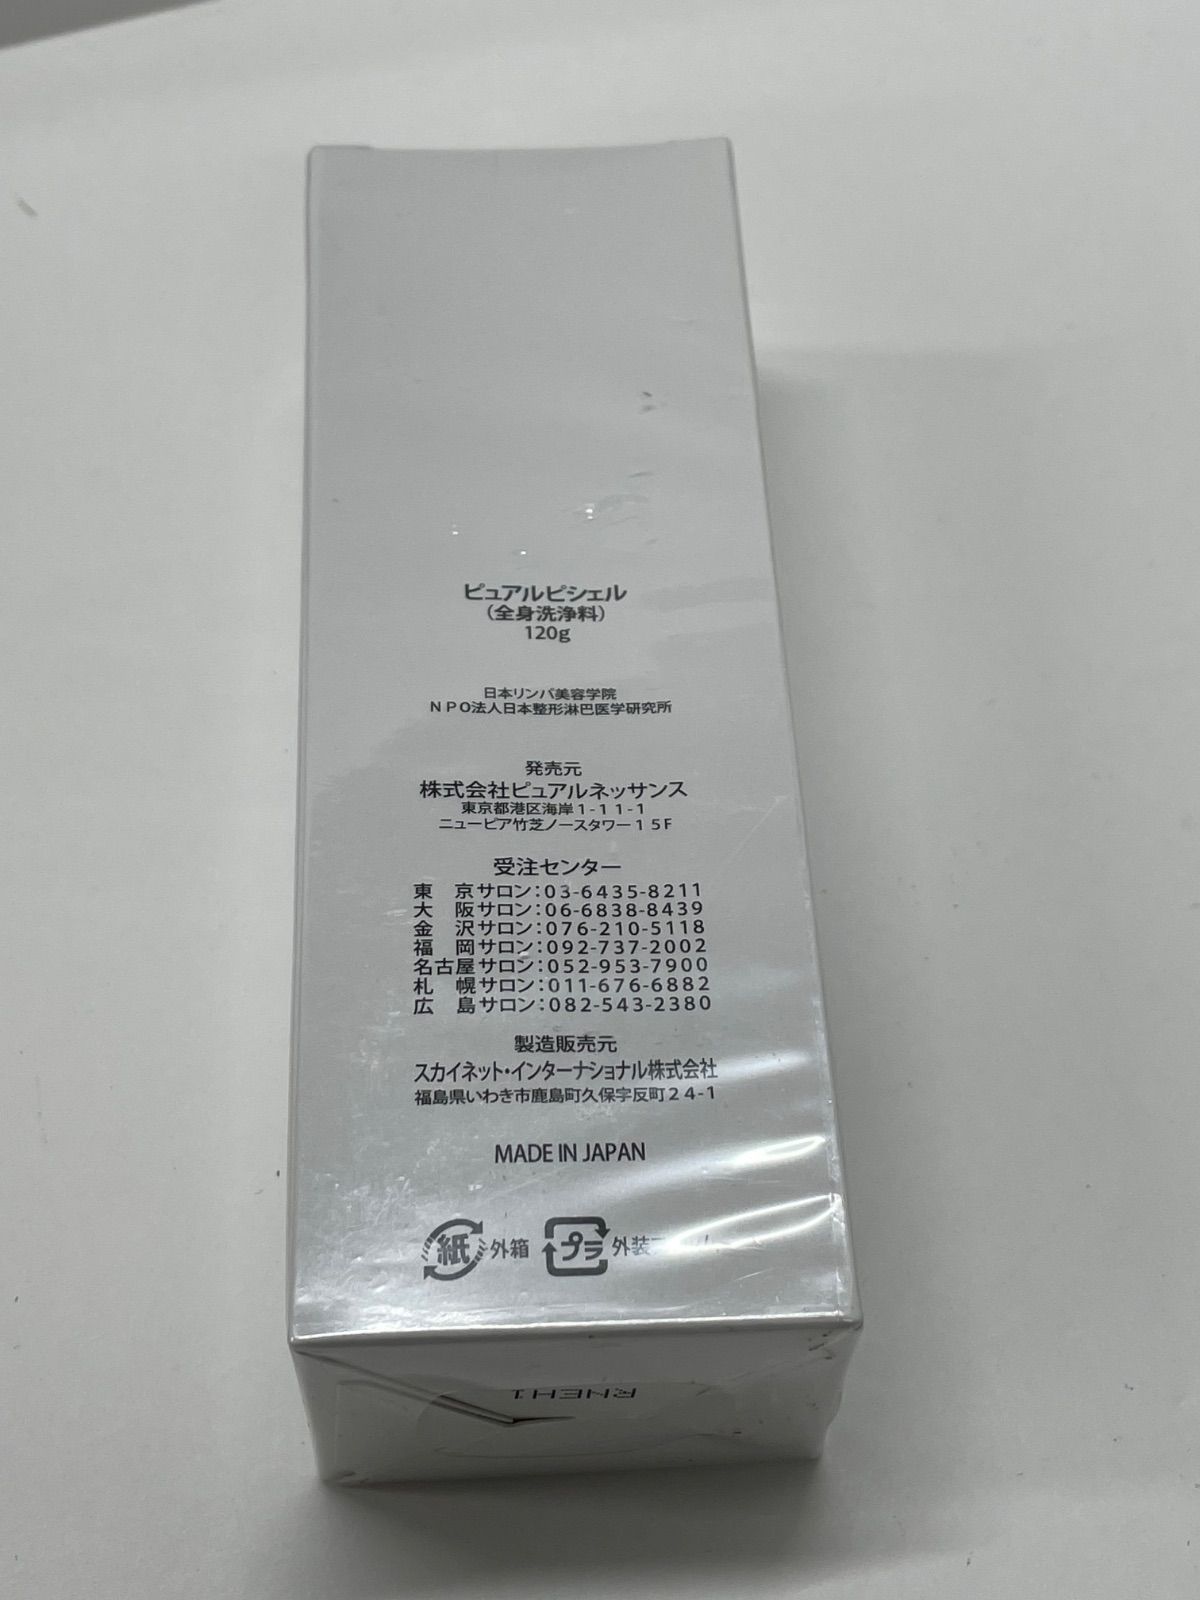 ピュアルピシェル
（全身洗浄料）
120g
日本リンパ美容学院
ＮＰＯ法人日本整形淋巴医学研究所
発売元
株式会社ピュアルネッサンス
東京都港区海岸１-１１-１
ニューピア竹芝ノースタワー１５Ｆ
受注センター
東　京サロン：03-6435-8211
大　阪サロン：06-6838-8439
金　沢サロン：076-210-5118
福　岡サロン：092-737-2002
名古屋サロン：052-953-7900
札　幌サロン：011-676-6882
広　島サロン：082-543-2380
製造販売元
スカイネット・インターナショナル株式会社
福島県いわき市鹿島町久保字反町２４-１
MADE IN JAPAN
紙 外箱 プラ 外装
RNEH1